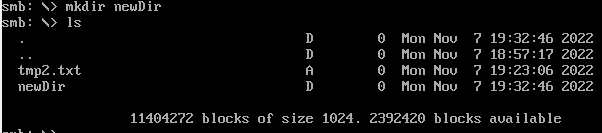 smb: \> mkdir newDir
smb: \> ls
. D 0 Mon Nov 7 19:32:46 2022
.. D 0 Mon Nov 7 18:57:17 2022
tmp2.txt A 0 Mon Nov 7 19:23:06 2022
newDir D 0 Mon Nov 7 19:32:46 2022
11404272 blocks of size 1024. 2392420 blocks available
smb: \>